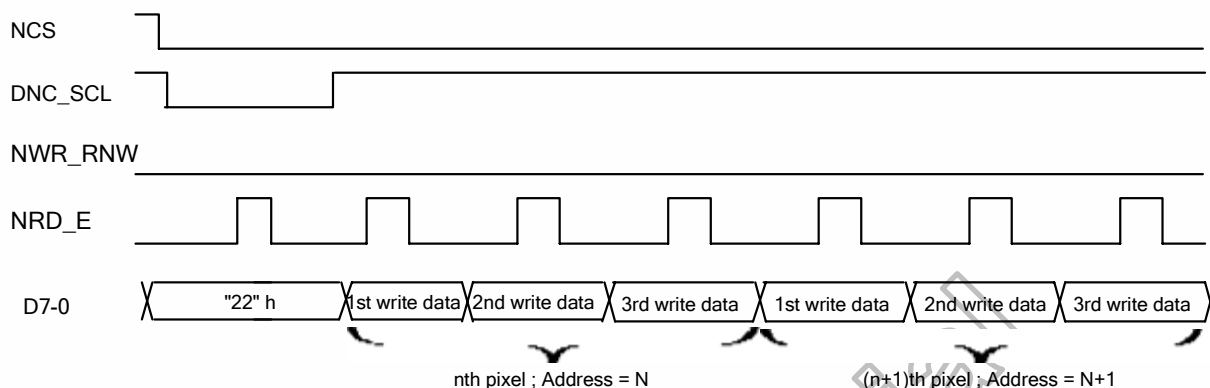 NCS
DNC_SCL
NWR_RNW
NRD_E
D7-0 "22" h 1st write data 2nd write data 3rd write data 1st write data 2nd write data 3rd write data
nth pixel ; Address = N (n+1)th pixel ; Address = N+1